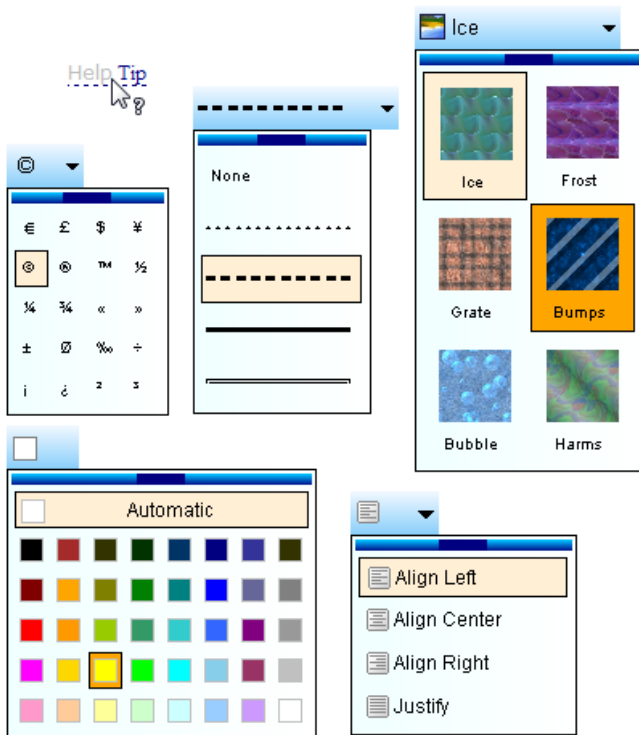 Ice
Help Tip
?
Ice Frost
©
None
€ £ $ ¥
© ® ™ ½
¼ ¾ « »
Grate Bumps
± Ø ‰ ÷
¡ ¿ ² ³
Bubble Harms
Automatic
Align Left
Align Center
Align Right
Justify